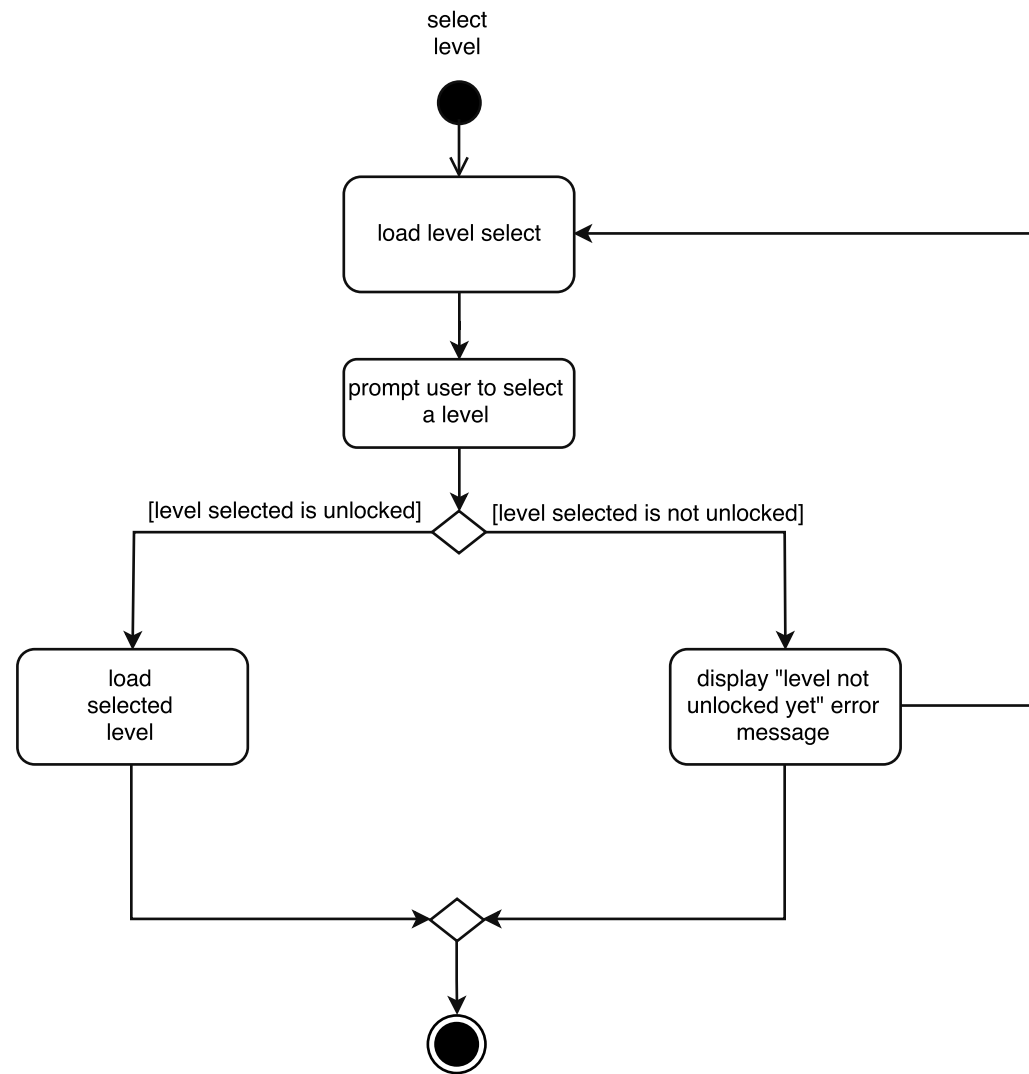 select
level
load level select
prompt user to select
a level
[level selected is unlocked]
[level selected is not unlocked]
load
selected
level
display "level not
unlocked yet" error
message